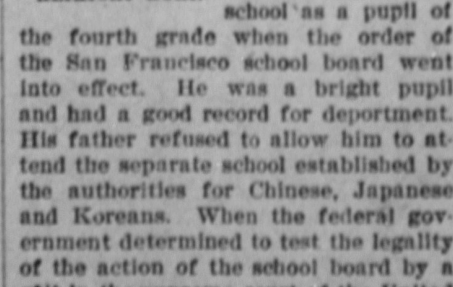 school as a pupil of
the fourth grade when the order of
the San Francisco school board went
into effect. He was a bright pupil
and had a good record for deportment.
His father refused to allow him to at-
tend the separate school established by
the authorities for Chinese, Japanese
and Koreans. When the federal gov-
ernment determined to test the legality
of the action of the school board by a